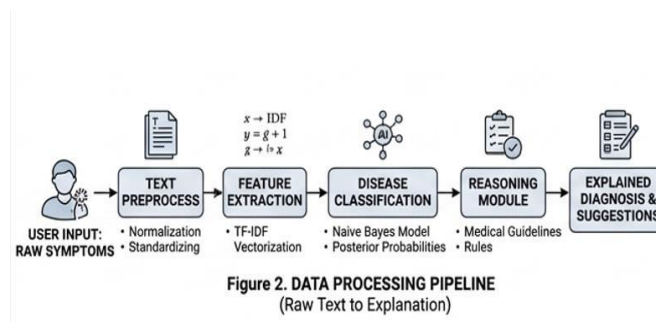 x → IDF
y = g + 1
AI
TEXT
PREPROCESS
FEATURE
EXTRACTION
DISEASE
CLASSIFICATION
REASONING
MODULE
EXPLAINED
DIAGNOSIS &
SUGGESTIONS
USER INPUT:
RAW SYMPTOMS
• Normalization
• Standardizing
• TF-IDF
Vectorization
• Naive Bayes Model
• Posterior Probabilities
• Medical Guidelines
• Rules
Figure 2. DATA PROCESSING PIPELINE
(Raw Text to Explanation)